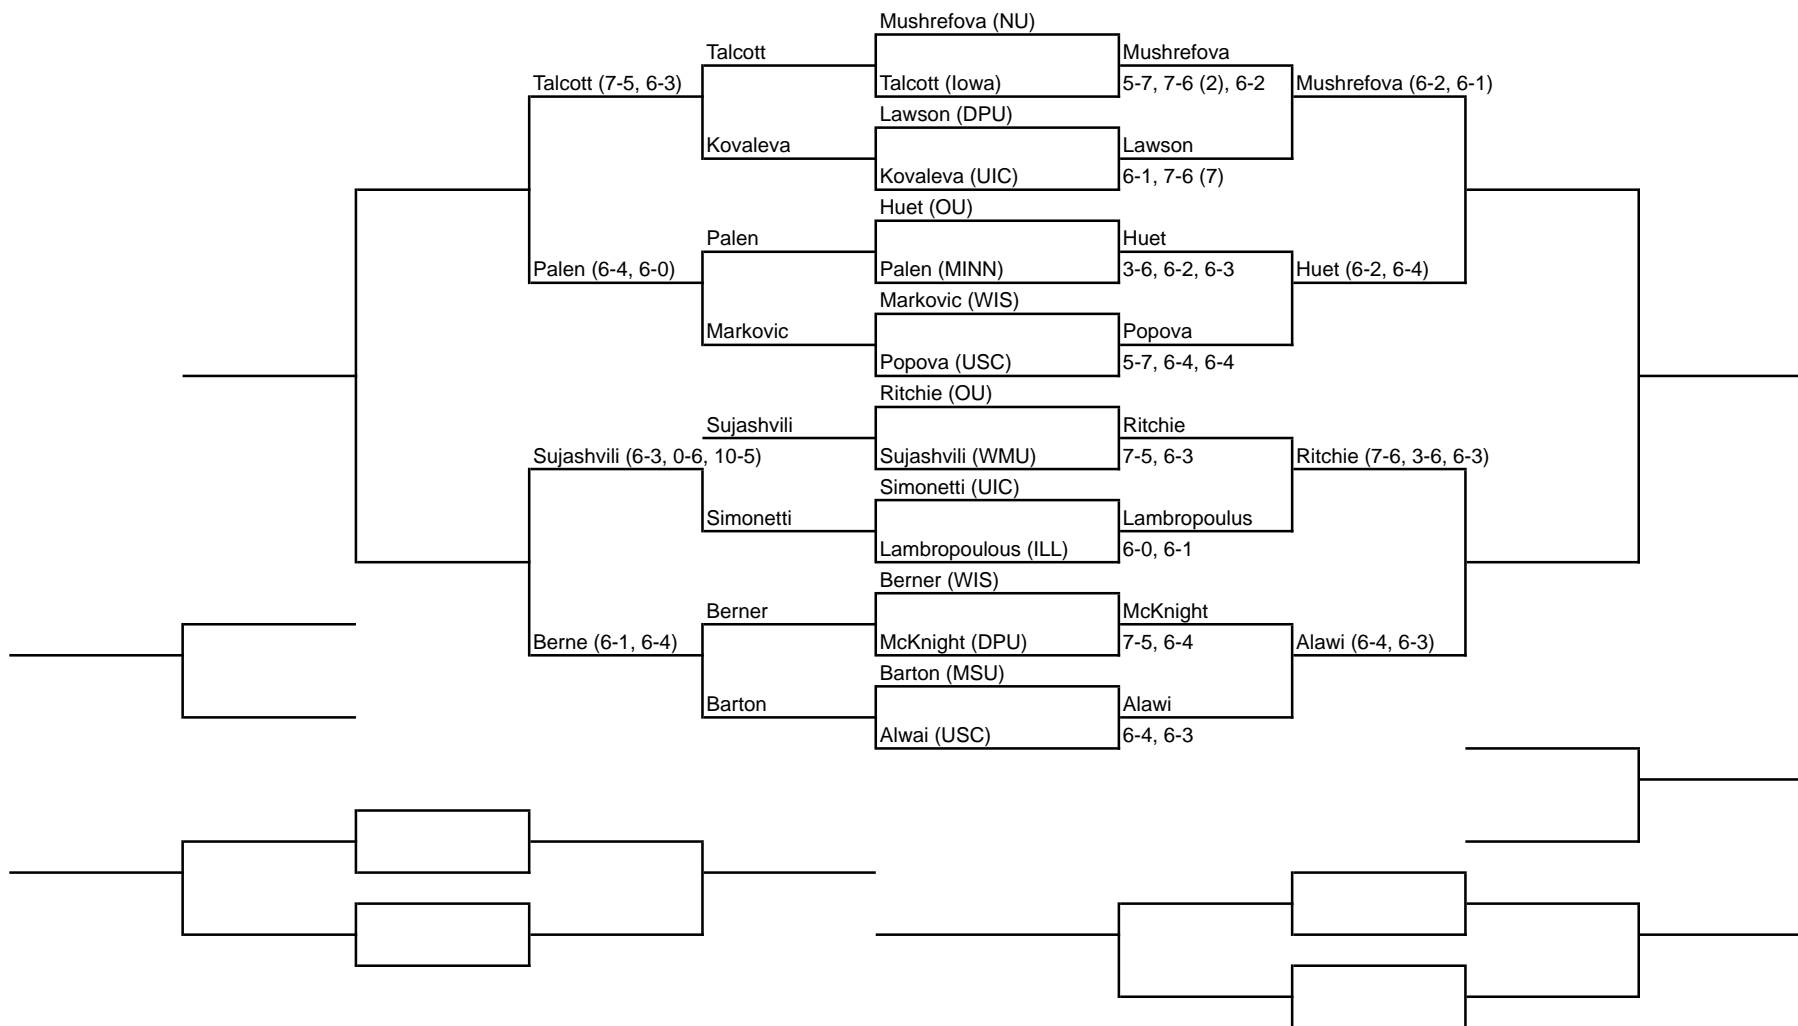 Mushrefova (NU)
Talcott
Mushrefova
Talcott (7-5, 6-3)
Talcott (Iowa)
5-7, 7-6 (2), 6-2
Mushrefova (6-2, 6-1)
Lawson (DPU)
Kovaleva
Lawson
Kovaleva (UIC)
6-1, 7-6 (7)
Huet (OU)
Palen
Huet
Palen (6-4, 6-0)
Palen (MINN)
3-6, 6-2, 6-3
Huet (6-2, 6-4)
Markovic (WIS)
Markovic
Popova
Popova (USC)
5-7, 6-4, 6-4
Ritchie (OU)
Sujashvili
Ritchie
Sujashvili (6-3, 0-6, 10-5)
Sujashvili (WMU)
7-5, 6-3
Ritchie (7-6, 3-6, 6-3)
Simonetti (UIC)
Simonetti
Lambropoulus
Lambropoulous (ILL)
6-0, 6-1
Berner (WIS)
Berner
McKnight
Berne (6-1, 6-4)
McKnight (DPU)
7-5, 6-4
Alawi (6-4, 6-3)
Barton (MSU)
Barton
Alawi
Alwai (USC)
6-4, 6-3